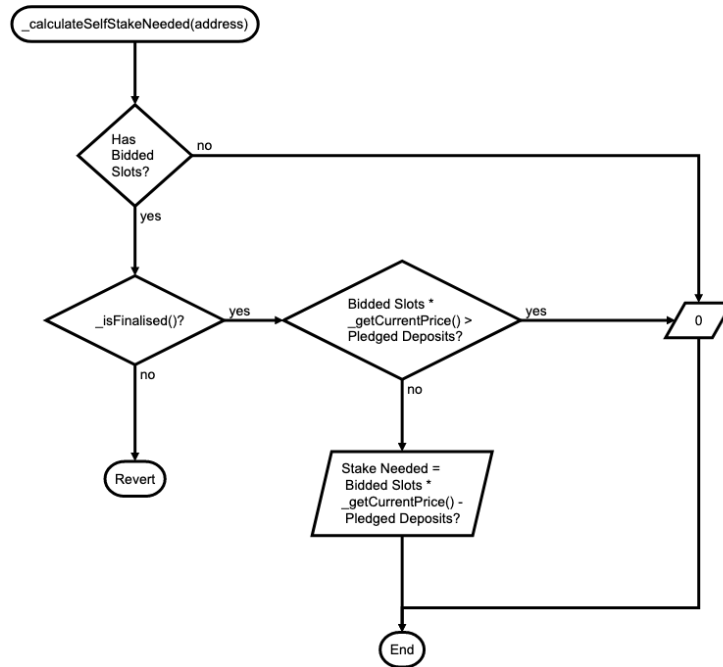 _calculateSelfStakeNeeded(address)
Has
Bidded
Slots?
no
yes
_isFinalised()?
yes
Bidded Slots *
_getCurrentPrice() >
Pledged Deposits?
yes
0
no
no
Revert
Stake Needed =
Bidded Slots *
_getCurrentPrice() -
Pledged Deposits?
End